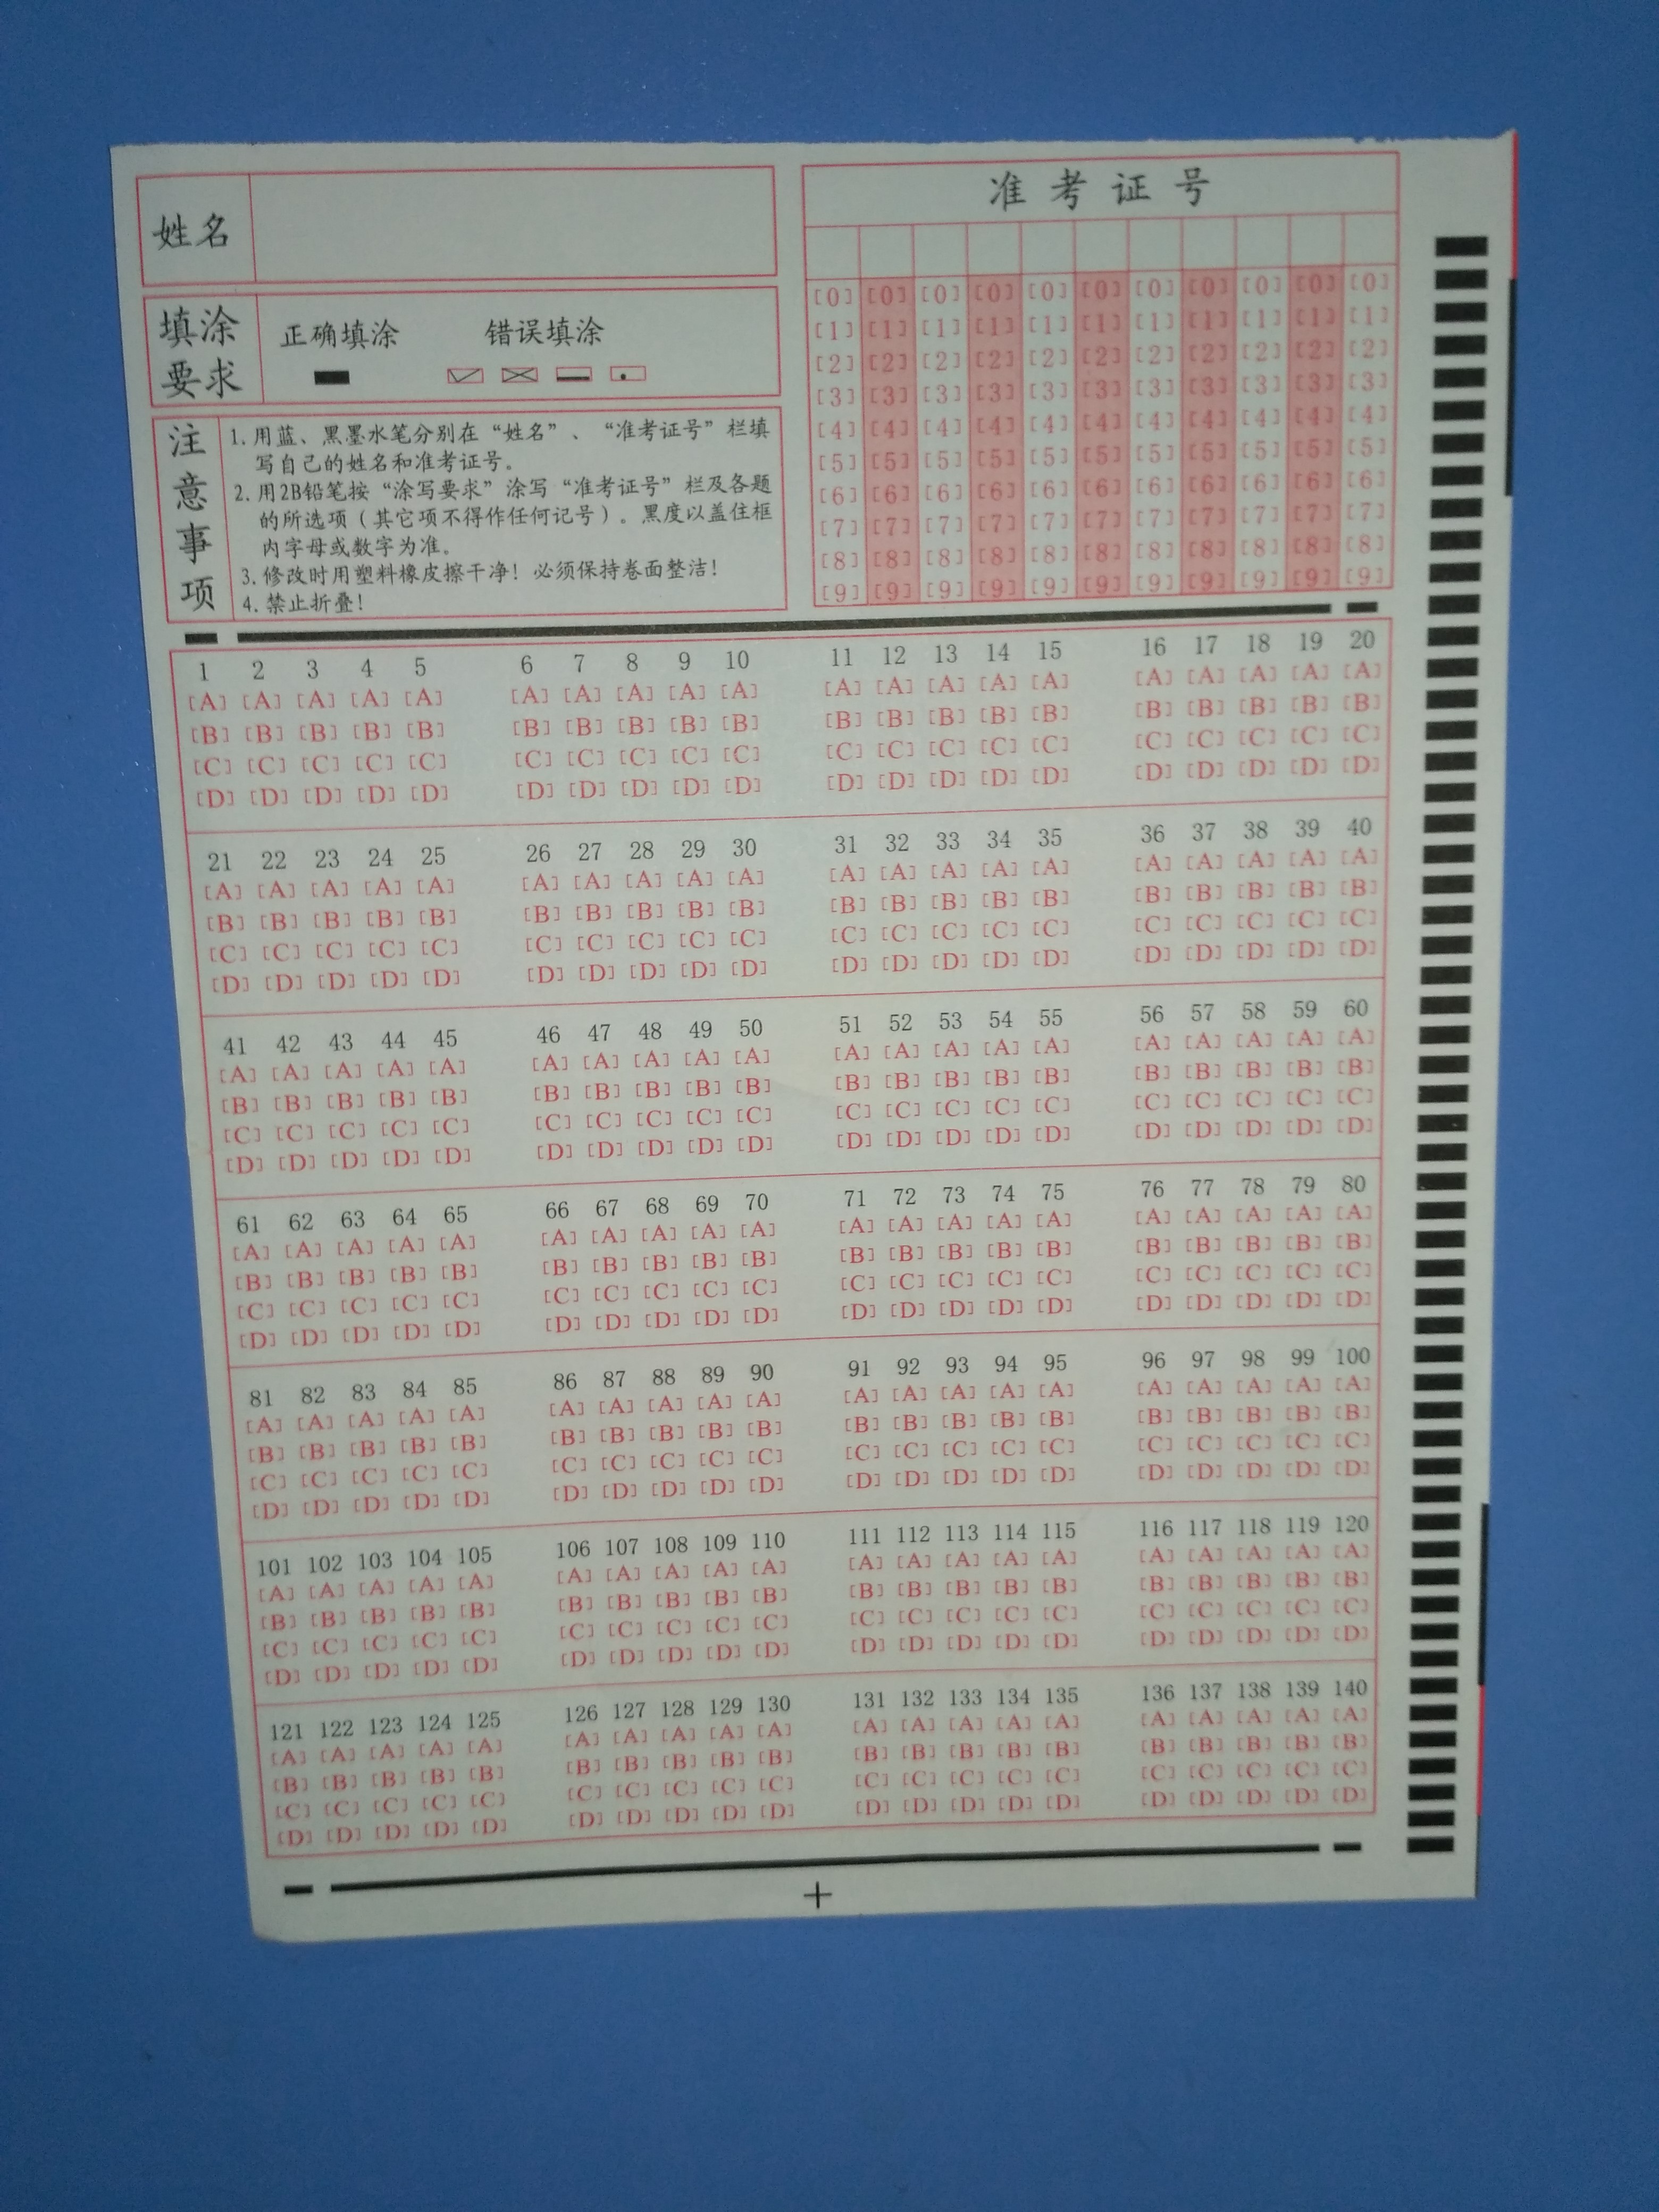 姓名
准考证号
填涂要求
正确填涂 错误填涂
注意事项
1. 用蓝、黑墨水笔分别在“姓名”、“准考证号”栏填
写自己的姓名和准考证号。
2. 用2B铅笔按“涂写要求”涂写“准考证号”栏及各题
的所选项（其它项不得作任何记号）。黑度以盖住框
内字母或数字为准。
3. 修改时用塑料橡皮擦干净！必须保持卷面整洁！
4. 禁止折叠！
[0] [0] [0] [0] [0] [0] [0] [0] [0] [0] [0]
[1] [1] [1] [1] [1] [1] [1] [1] [1] [1] [1]
[2] [2] [2] [2] [2] [2] [2] [2] [2] [2] [2]
[3] [3] [3] [3] [3] [3] [3] [3] [3] [3] [3]
[4] [4] [4] [4] [4] [4] [4] [4] [4] [4] [4]
[5] [5] [5] [5] [5] [5] [5] [5] [5] [5] [5]
[6] [6] [6] [6] [6] [6] [6] [6] [6] [6] [6]
[7] [7] [7] [7] [7] [7] [7] [7] [7] [7] [7]
[8] [8] [8] [8] [8] [8] [8] [8] [8] [8] [8]
[9] [9] [9] [9] [9] [9] [9] [9] [9] [9] [9]
1 2 3 4 5 6 7 8 9 10 11 12 13 14 15 16 17 18 19 20
[A] [A] [A] [A] [A] [A] [A] [A] [A] [A] [A] [A] [A] [A] [A] [A] [A] [A] [A] [A]
[B] [B] [B] [B] [B] [B] [B] [B] [B] [B] [B] [B] [B] [B] [B] [B] [B] [B] [B] [B]
[C] [C] [C] [C] [C] [C] [C] [C] [C] [C] [C] [C] [C] [C] [C] [C] [C] [C] [C] [C]
[D] [D] [D] [D] [D] [D] [D] [D] [D] [D] [D] [D] [D] [D] [D] [D] [D] [D] [D] [D]
21 22 23 24 25 26 27 28 29 30 31 32 33 34 35 36 37 38 39 40
[A] [A] [A] [A] [A] [A] [A] [A] [A] [A] [A] [A] [A] [A] [A] [A] [A] [A] [A] [A]
[B] [B] [B] [B] [B] [B] [B] [B] [B] [B] [B] [B] [B] [B] [B] [B] [B] [B] [B] [B]
[C] [C] [C] [C] [C] [C] [C] [C] [C] [C] [C] [C] [C] [C] [C] [C] [C] [C] [C] [C]
[D] [D] [D] [D] [D] [D] [D] [D] [D] [D] [D] [D] [D] [D] [D] [D] [D] [D] [D] [D]
41 42 43 44 45 46 47 48 49 50 51 52 53 54 55 56 57 58 59 60
[A] [A] [A] [A] [A] [A] [A] [A] [A] [A] [A] [A] [A] [A] [A] [A] [A] [A] [A] [A]
[B] [B] [B] [B] [B] [B] [B] [B] [B] [B] [B] [B] [B] [B] [B] [B] [B] [B] [B] [B]
[C] [C] [C] [C] [C] [C] [C] [C] [C] [C] [C] [C] [C] [C] [C] [C] [C] [C] [C] [C]
[D] [D] [D] [D] [D] [D] [D] [D] [D] [D] [D] [D] [D] [D] [D] [D] [D] [D] [D] [D]
61 62 63 64 65 66 67 68 69 70 71 72 73 74 75 76 77 78 79 80
[A] [A] [A] [A] [A] [A] [A] [A] [A] [A] [A] [A] [A] [A] [A] [A] [A] [A] [A] [A]
[B] [B] [B] [B] [B] [B] [B] [B] [B] [B] [B] [B] [B] [B] [B] [B] [B] [B] [B] [B]
[C] [C] [C] [C] [C] [C] [C] [C] [C] [C] [C] [C] [C] [C] [C] [C] [C] [C] [C] [C]
[D] [D] [D] [D] [D] [D] [D] [D] [D] [D] [D] [D] [D] [D] [D] [D] [D] [D] [D] [D]
81 82 83 84 85 86 87 88 89 90 91 92 93 94 95 96 97 98 99 100
[A] [A] [A] [A] [A] [A] [A] [A] [A] [A] [A] [A] [A] [A] [A] [A] [A] [A] [A] [A]
[B] [B] [B] [B] [B] [B] [B] [B] [B] [B] [B] [B] [B] [B] [B] [B] [B] [B] [B] [B]
[C] [C] [C] [C] [C] [C] [C] [C] [C] [C] [C] [C] [C] [C] [C] [C] [C] [C] [C] [C]
[D] [D] [D] [D] [D] [D] [D] [D] [D] [D] [D] [D] [D] [D] [D] [D] [D] [D] [D] [D]
101 102 103 104 105 106 107 108 109 110 111 112 113 114 115 116 117 118 119 120
[A] [A] [A] [A] [A] [A] [A] [A] [A] [A] [A] [A] [A] [A] [A] [A] [A] [A] [A] [A]
[B] [B] [B] [B] [B] [B] [B] [B] [B] [B] [B] [B] [B] [B] [B] [B] [B] [B] [B] [B]
[C] [C] [C] [C] [C] [C] [C] [C] [C] [C] [C] [C] [C] [C] [C] [C] [C] [C] [C] [C]
[D] [D] [D] [D] [D] [D] [D] [D] [D] [D] [D] [D] [D] [D] [D] [D] [D] [D] [D] [D]
121 122 123 124 125 126 127 128 129 130 131 132 133 134 135 136 137 138 139 140
[A] [A] [A] [A] [A] [A] [A] [A] [A] [A] [A] [A] [A] [A] [A] [A] [A] [A] [A] [A]
[B] [B] [B] [B] [B] [B] [B] [B] [B] [B] [B] [B] [B] [B] [B] [B] [B] [B] [B] [B]
[C] [C] [C] [C] [C] [C] [C] [C] [C] [C] [C] [C] [C] [C] [C] [C] [C] [C] [C] [C]
[D] [D] [D] [D] [D] [D] [D] [D] [D] [D] [D] [D] [D] [D] [D] [D] [D] [D] [D] [D]